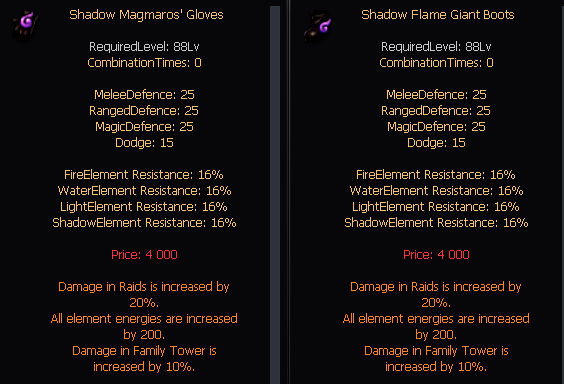 Shadow Magmaros' Gloves
RequiredLevel: 88Lv
CombinationTimes: 0
MeleeDefence: 25
RangedDefence: 25
MagicDefence: 25
Dodge: 15
FireElement Resistance: 16%
WaterElement Resistance: 16%
LightElement Resistance: 16%
ShadowElement Resistance: 16%
Price: 4 000
Damage in Raids is increased by
20%.
All element energies are increased
by 200.
Damage in Family Tower is
increased by 10%.
Shadow Flame Giant Boots
RequiredLevel: 88Lv
CombinationTimes: 0
MeleeDefence: 25
RangedDefence: 25
MagicDefence: 25
Dodge: 15
FireElement Resistance: 16%
WaterElement Resistance: 16%
LightElement Resistance: 16%
ShadowElement Resistance: 16%
Price: 4 000
Damage in Raids is increased by
20%.
All element energies are increased
by 200.
Damage in Family Tower is
increased by 10%.